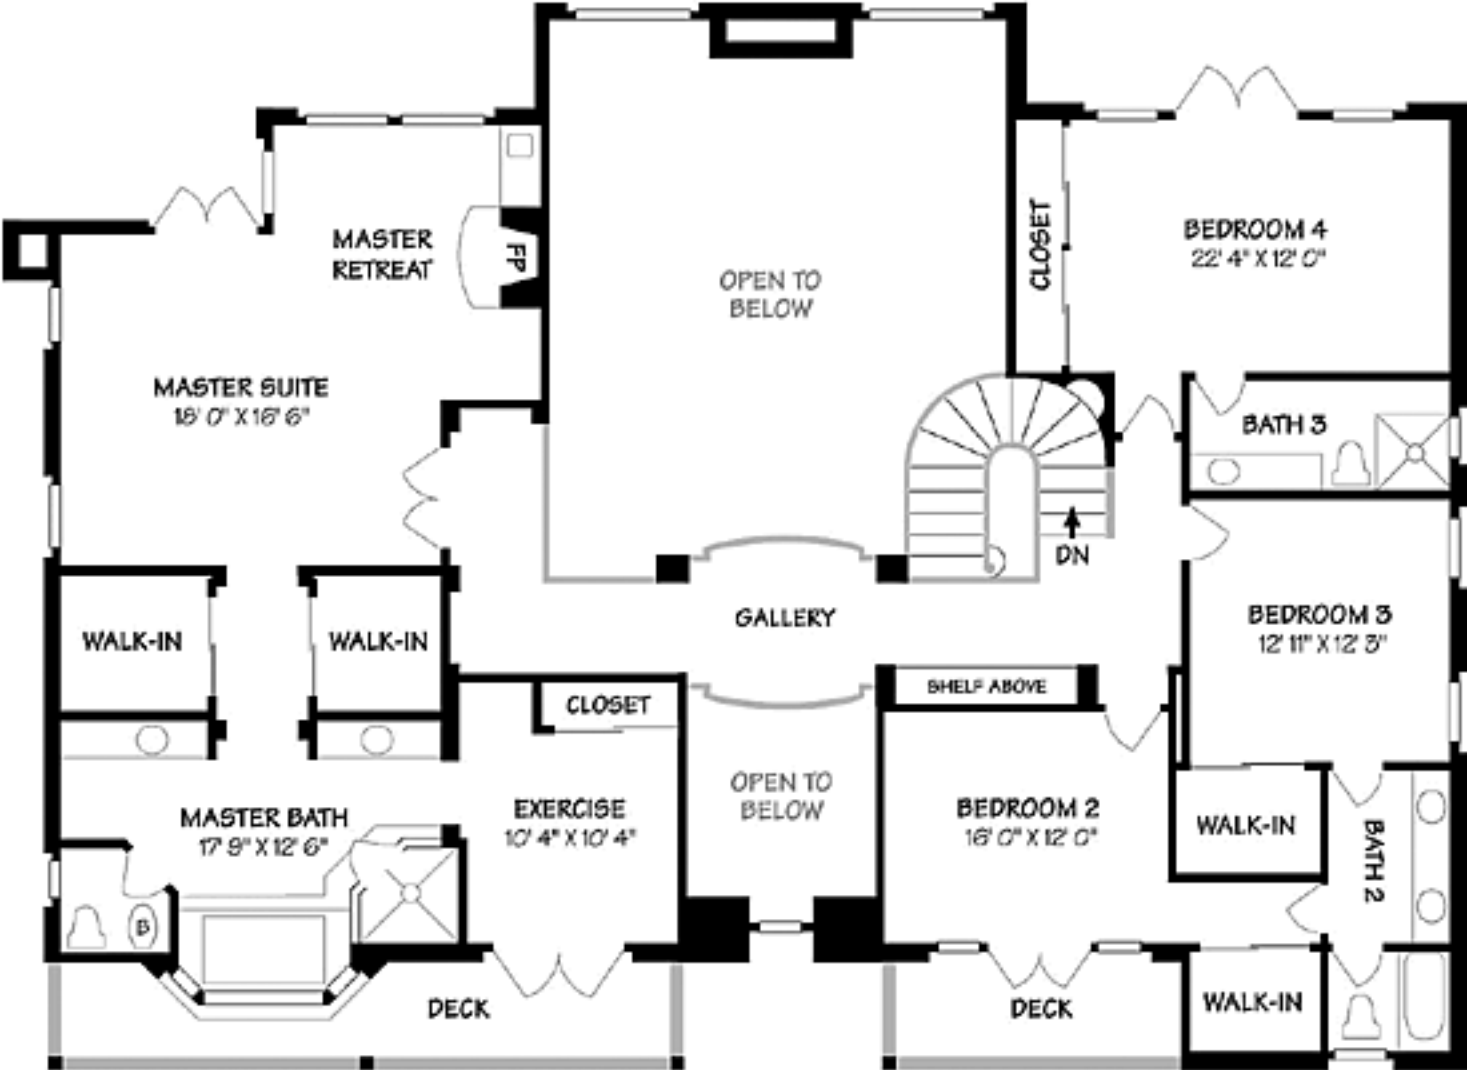 MASTER
RETREAT
FP
OPEN TO
BELOW
CLOSET
BEDROOM 4
22' 4" X 12' 0"
MASTER SUITE
18' 0" X 16' 6"
BATH 3
DN
GALLERY
BEDROOM 3
12' 11" X 12' 3"
WALK-IN
WALK-IN
SHELF ABOVE
CLOSET
OPEN TO
BELOW
MASTER BATH
17' 9" X 12' 6"
EXERCISE
10' 4" X 10' 4"
BEDROOM 2
16' 0" X 12' 0"
WALK-IN
BATH 2
B
DECK
DECK
WALK-IN